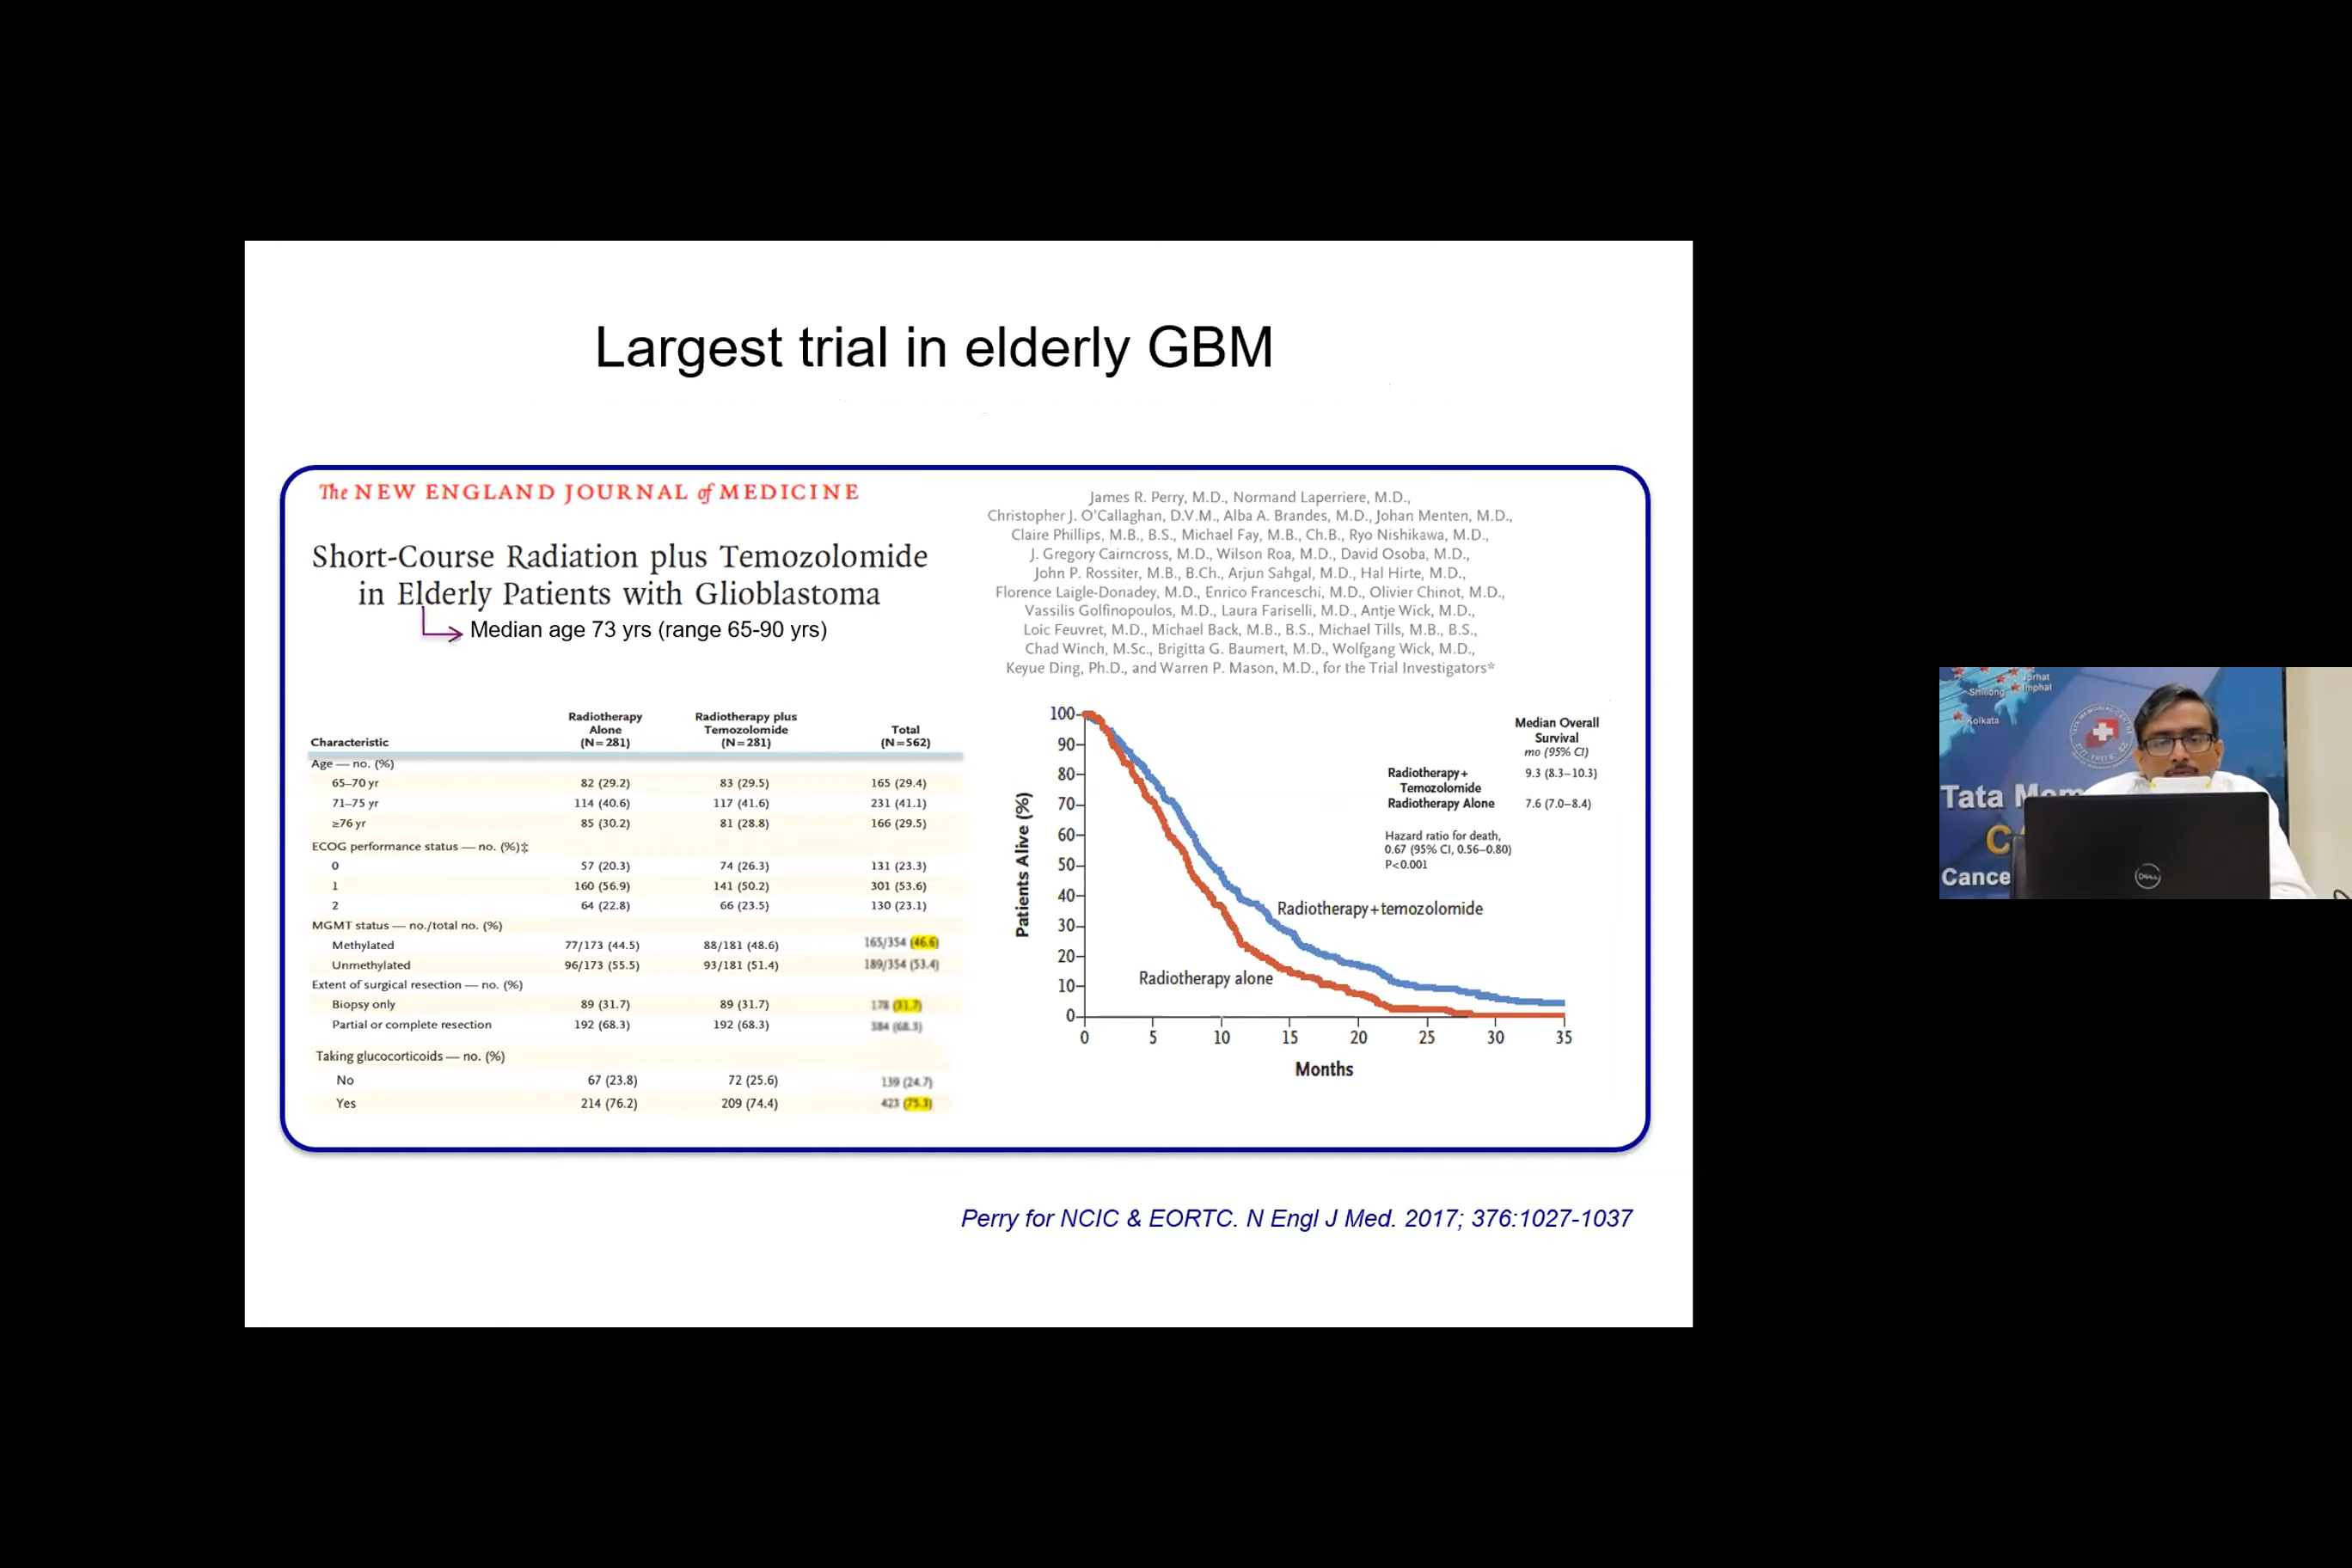 Largest trial in elderly GBM
The NEW ENGLAND JOURNAL of MEDICINE
Short-Course Radiation plus Temozolomide
in Elderly Patients with Glioblastoma
Median age 73 yrs (range 65-90 yrs)
James R. Perry, M.D., Normand Laperriere, M.D.,
Christopher J. O'Callaghan, D.V.M., Alba A. Brandes, M.D., Johan Menten, M.D.,
Claire Phillips, M.B., B.S., Michael Fay, M.B., Ch.B., Ryo Nishikawa, M.D.,
J. Gregory Cairncross, M.D., Wilson Roa, M.D., David Osoba, M.D.,
John P. Rossiter, M.B., B.Ch., Arjun Sahgal, M.D., Hal Hirte, M.D.,
Florence Laigle-Donadey, M.D., Enrico Franceschi, M.D., Olivier Chinot, M.D.,
Vassilis Golfinopoulos, M.D., Laura Fariselli, M.D., Antje Wick, M.D.,
Loic Feuvret, M.D., Michael Back, M.B., B.S., Michael Tills, M.B., B.S.,
Chad Winch, M.Sc., Brigitta G. Baumert, M.D., Wolfgang Wick, M.D.,
Keyue Ding, Ph.D., and Warren P. Mason, M.D., for the Trial Investigators*
Characteristic Radiotherapy Alone (N=281) Radiotherapy plus Temozolomide (N=281) Total (N=562)
Age — no. (%)
65–70 yr 82 (29.2) 83 (29.5) 165 (29.4)
71–75 yr 114 (40.6) 117 (41.6) 231 (41.1)
≥76 yr 85 (30.2) 81 (28.8) 166 (29.5)
ECOG performance status — no. (%)‡
0 57 (20.3) 74 (26.3) 131 (23.3)
1 160 (56.9) 141 (50.2) 301 (53.6)
2 64 (22.8) 66 (23.5) 130 (23.1)
MGMT status — no./total no. (%)
Methylated 77/173 (44.5) 88/181 (48.6) 165/354 (46.6)
Unmethylated 96/173 (55.5) 93/181 (51.4) 189/354 (53.4)
Extent of surgical resection — no. (%)
Biopsy only 89 (31.7) 89 (31.7) 178 (31.7)
Partial or complete resection 192 (68.3) 192 (68.3) 384 (68.3)
Taking glucocorticoids — no. (%)
No 67 (23.8) 72 (25.6) 139 (24.7)
Yes 214 (76.2) 209 (74.4) 423 (75.3)
Patients Alive (%)
100
90
80
70
60
50
40
30
20
10
0
0 5 10 15 20 25 30 35
Months
Median Overall
Survival
mo (95% CI)
Radiotherapy+
Temozolomide 9.3 (8.3–10.3)
Radiotherapy Alone 7.6 (7.0–8.4)
Hazard ratio for death,
0.67 (95% CI, 0.56–0.80)
P<0.001
Radiotherapy+temozolomide
Radiotherapy alone
Perry for NCIC & EORTC. N Engl J Med. 2017; 376:1027-1037
Jorhat
Shillong Imphal
Kolkata
Tata Mem
C
Cance
DELL